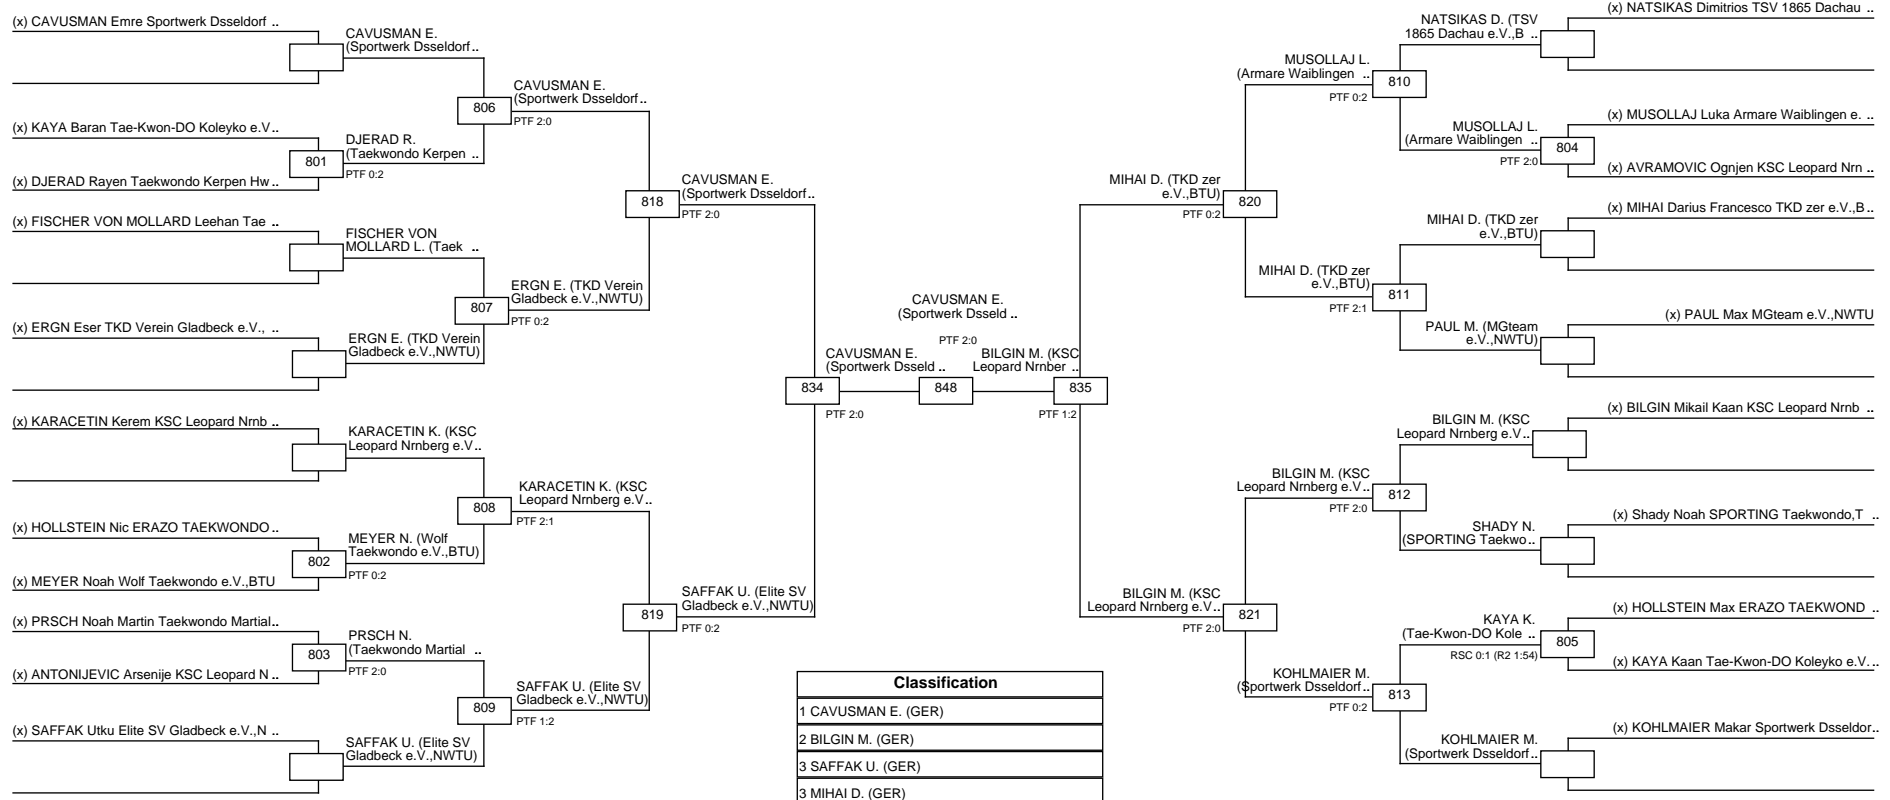 (x) CAVUSMAN Emre Sportwerk Dsseldorf ..
CAVUSMAN E.
(Sportwerk Dsseldorf ..
806
CAVUSMAN E.
(Sportwerk Dsseldorf ..
PTF 2:0
(x) KAYA Baran Tae-Kwon-DO Koleyko e.V ..
801
DJERAD R.
(Taekwondo Kerpen ..
PTF 0:2
(x) DJERAD Rayen Taekwondo Kerpen Hw ..
818
CAVUSMAN E.
(Sportwerk Dsseldorf ..
PTF 2:0
(x) FISCHER VON MOLLARD Leehan Tae ..
FISCHER VON
MOLLARD L. (Taek ..
807
ERGN E. (TKD Verein
Gladbeck e.V.,NWTU)
PTF 0:2
(x) ERGN Eser TKD Verein Gladbeck e.V., ..
ERGN E. (TKD Verein
Gladbeck e.V.,NWTU)
(x) KARACETIN Kerem KSC Leopard Nrnb ..
KARACETIN K. (KSC
Leopard Nrnberg e.V ..
808
KARACETIN K. (KSC
Leopard Nrnberg e.V ..
PTF 2:1
(x) HOLLSTEIN Nic ERAZO TAEKWONDO ..
802
MEYER N. (Wolf
Taekwondo e.V.,BTU)
PTF 0:2
(x) MEYER Noah Wolf Taekwondo e.V.,BTU
819
SAFFAK U. (Elite SV
Gladbeck e.V.,NWTU)
PTF 0:2
(x) PRSCH Noah Martin Taekwondo Martial ..
803
PRSCH N.
(Taekwondo Martial ..
PTF 2:0
(x) ANTONIJEVIC Arsenije KSC Leopard N ..
809
SAFFAK U. (Elite SV
Gladbeck e.V.,NWTU)
PTF 1:2
(x) SAFFAK Utku Elite SV Gladbeck e.V.,N ..
SAFFAK U. (Elite SV
Gladbeck e.V.,NWTU)
834
CAVUSMAN E.
(Sportwerk Dsseld ..
PTF 2:0
CAVUSMAN E.
(Sportwerk Dsseld ..
PTF 2:0
848
BILGIN M. (KSC
Leopard Nrnber ..
835
PTF 1:2
(x) NATSIKAS Dimitrios TSV 1865 Dachau ..
NATSIKAS D. (TSV
1865 Dachau e.V.,B ..
MUSOLLAJ L.
(Armare Waiblingen ..
810
PTF 0:2
(x) MUSOLLAJ Luka Armare Waiblingen e. ..
MUSOLLAJ L.
(Armare Waiblingen ..
804
PTF 2:0
(x) AVRAMOVIC Ognjen KSC Leopard Nrn ..
MIHAI D. (TKD zer
e.V.,BTU)
820
PTF 0:2
(x) MIHAI Darius Francesco TKD zer e.V.,B ..
MIHAI D. (TKD zer
e.V.,BTU)
MIHAI D. (TKD zer
e.V.,BTU)
811
PTF 2:1
(x) PAUL Max MGteam e.V.,NWTU
PAUL M. (MGteam
e.V.,NWTU)
(x) BILGIN Mikail Kaan KSC Leopard Nrnb ..
BILGIN M. (KSC
Leopard Nrnberg e.V ..
BILGIN M. (KSC
Leopard Nrnberg e.V ..
812
PTF 2:0
(x) Shady Noah SPORTING Taekwondo,T ..
SHADY N.
(SPORTING Taekwo ..
BILGIN M. (KSC
Leopard Nrnberg e.V ..
821
PTF 2:0
(x) HOLLSTEIN Max ERAZO TAEKWOND ..
KAYA K.
(Tae-Kwon-DO Kole ..
805
RSC 0:1 (R2 1:54)
(x) KAYA Kaan Tae-Kwon-DO Koleyko e.V. ..
KOHLMAIER M.
(Sportwerk Dsseldorf ..
813
PTF 0:2
(x) KOHLMAIER Makar Sportwerk Dsseldor ..
KOHLMAIER M.
(Sportwerk Dsseldorf ..
Classification
1 CAVUSMAN E. (GER)
2 BILGIN M. (GER)
3 SAFFAK U. (GER)
3 MIHAI D. (GER)